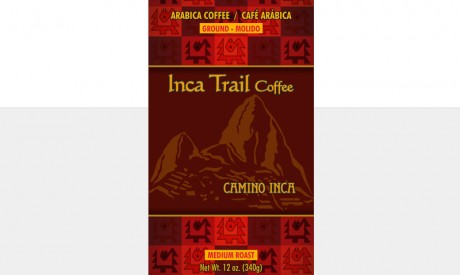 ARABICA COFFEE / CAFÉ ARÁBICA
GROUND - MOLIDO
Inca Trail Coffee
CAMINO INCA
MEDIUM ROAST
Net Wt. 12 oz. (340g)